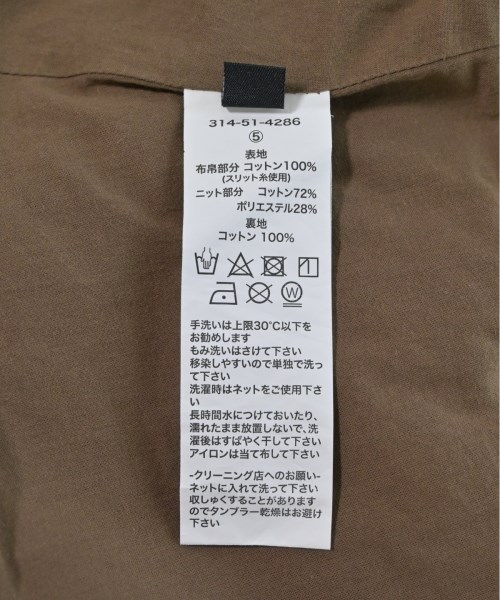 314-51-4286
⑤
表地
布帛部分 コットン100%
(スリット糸使用)
ニット部分 コットン72%
ポリエステル28%
裏地
コットン 100%
W
手洗いは上限30℃以下を
お勧めします
もみ洗いはさけて下さい
移染しやすいので単独で洗っ
て下さい
洗濯時はネットをご使用下さ
い
長時間水につけておいたり、
濡れたまま放置しないで、洗
濯後はすばやく干して下さい
アイロンは当て布して下さい
-クリーニング店へのお願い-
ネットに入れて洗って下さい
収しゅくすることがあります
のでタンブラー乾燥はお避け
下さい